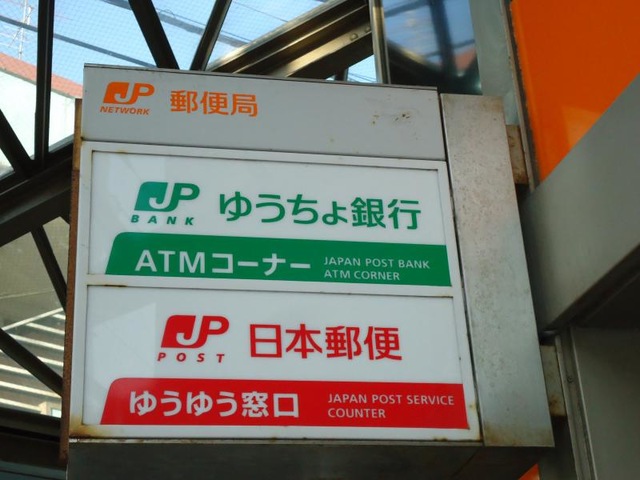 JP NETWORK 郵便局
JP BANK ゆうちょ銀行
ATMコーナー JAPAN POST BANK
ATM CORNER
JP POST 日本郵便
ゆうゆう窓口 JAPAN POST SERVICE
COUNTER